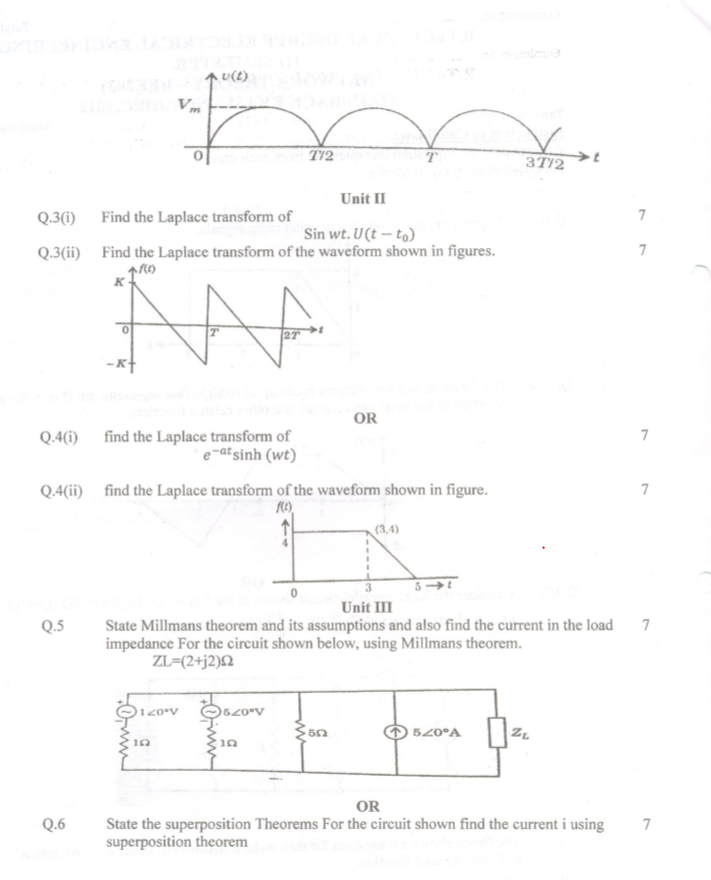 v(t)
Vm
0 T/2 T 3T/2 t
Unit II
Q.3(i) Find the Laplace transform of 7
Sin wt. U(t – t₀)
Q.3(ii) Find the Laplace transform of the waveform shown in figures. 7
f(t)
K
0 T 2T t
-K
OR
Q.4(i) find the Laplace transform of 7
e^-at sinh (wt)
Q.4(ii) find the Laplace transform of the waveform shown in figure. 7
f(t)
(3,4)
4
0 3 5 t
Unit III
Q.5 State Millmans theorem and its assumptions and also find the current in the load 7
impedance For the circuit shown below, using Millmans theorem.
ZL=(2+j2)Ω
+ 1∠0°V + 5∠0°V 5Ω 5∠0°A ZL
- 1Ω - 1Ω
OR
Q.6 State the superposition Theorems For the circuit shown find the current i using 7
superposition theorem